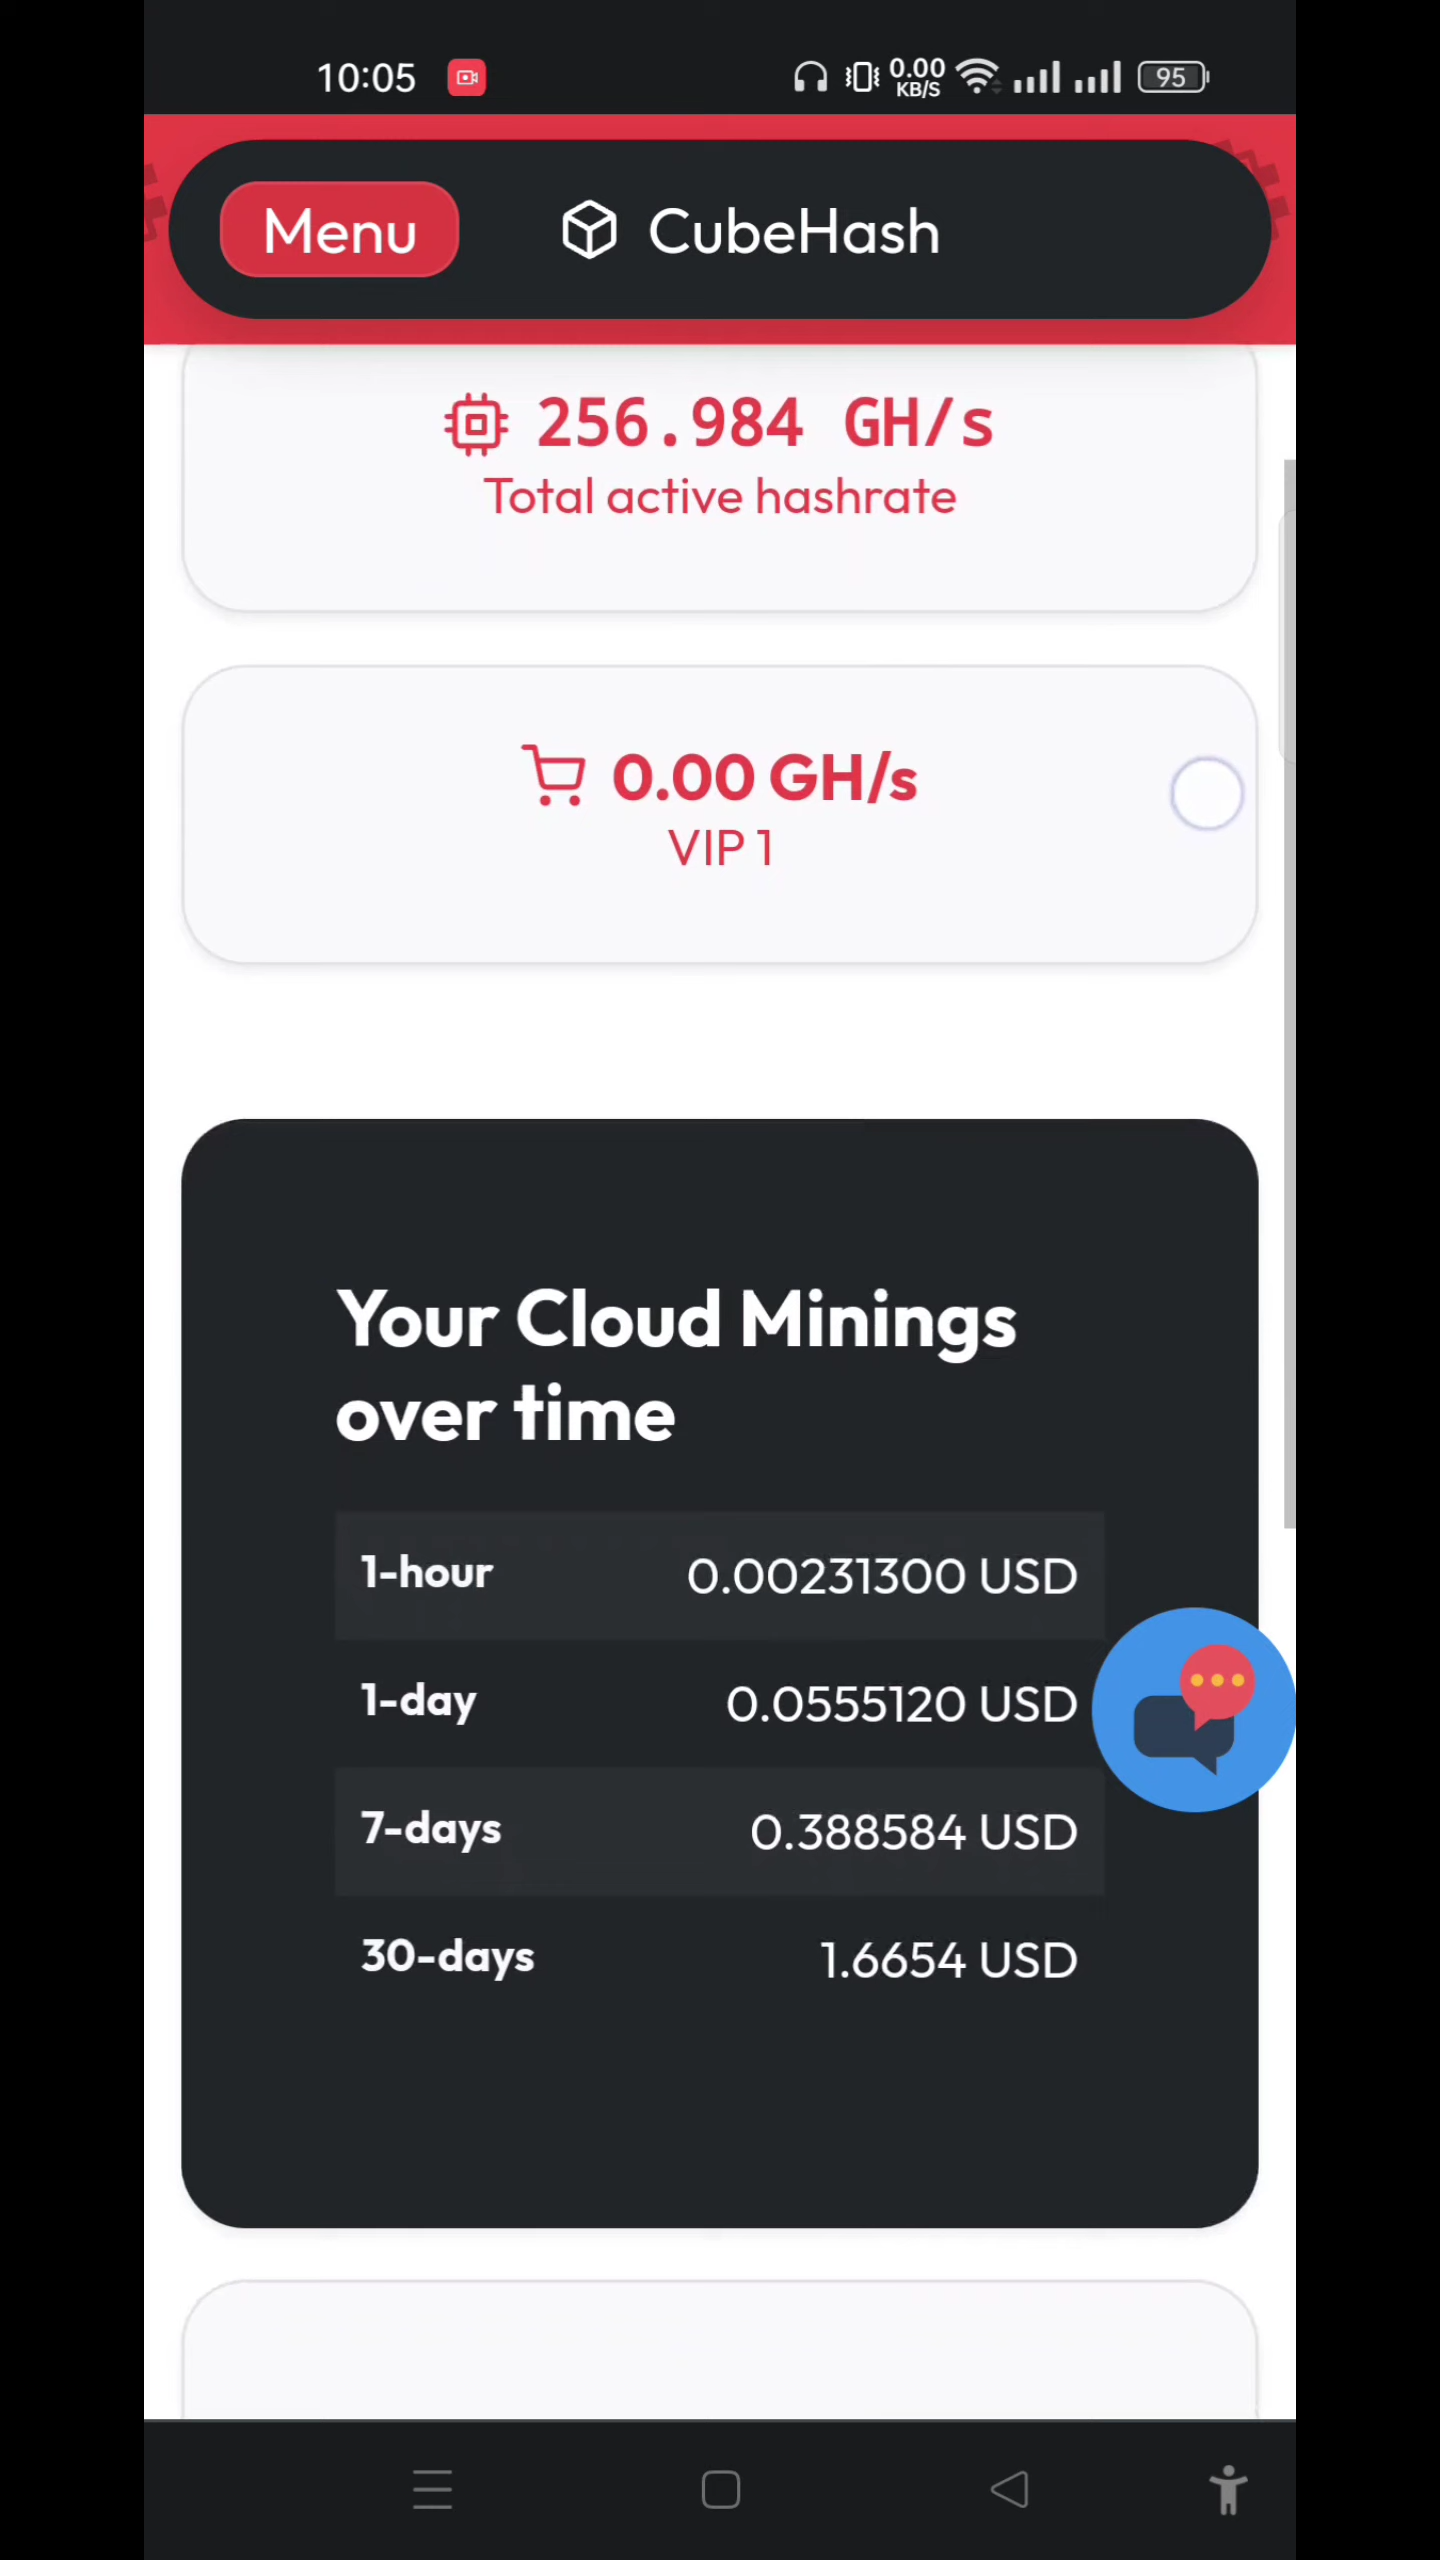 10:05
0.00
KB/S
95
Menu
CubeHash
256.984 GH/s
Total active hashrate
0.00 GH/s
VIP 1
Your Cloud Minings
over time
1-hour 0.00231300 USD
1-day 0.0555120 USD
7-days 0.388584 USD
30-days 1.6654 USD